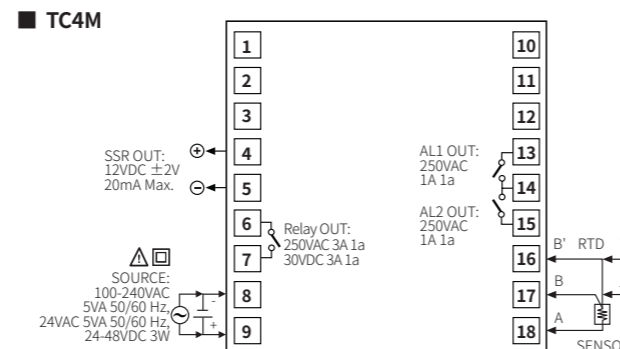 ■ TC4M
1
2
3
4
5
6
7
8
9
SSR OUT:
12VDC ±2V
20mA Max.
Relay OUT:
250VAC 3A 1a
30VDC 3A 1a
SOURCE:
100-240VAC
5VA 50/60 Hz,
24VAC 5VA 50/60 Hz,
24-48VDC 3W
-
+
10
11
12
13
14
15
16
17
18
AL1 OUT:
250VAC
1A 1a
AL2 OUT:
250VAC
1A 1a
B' RTD
B
A
SENSO